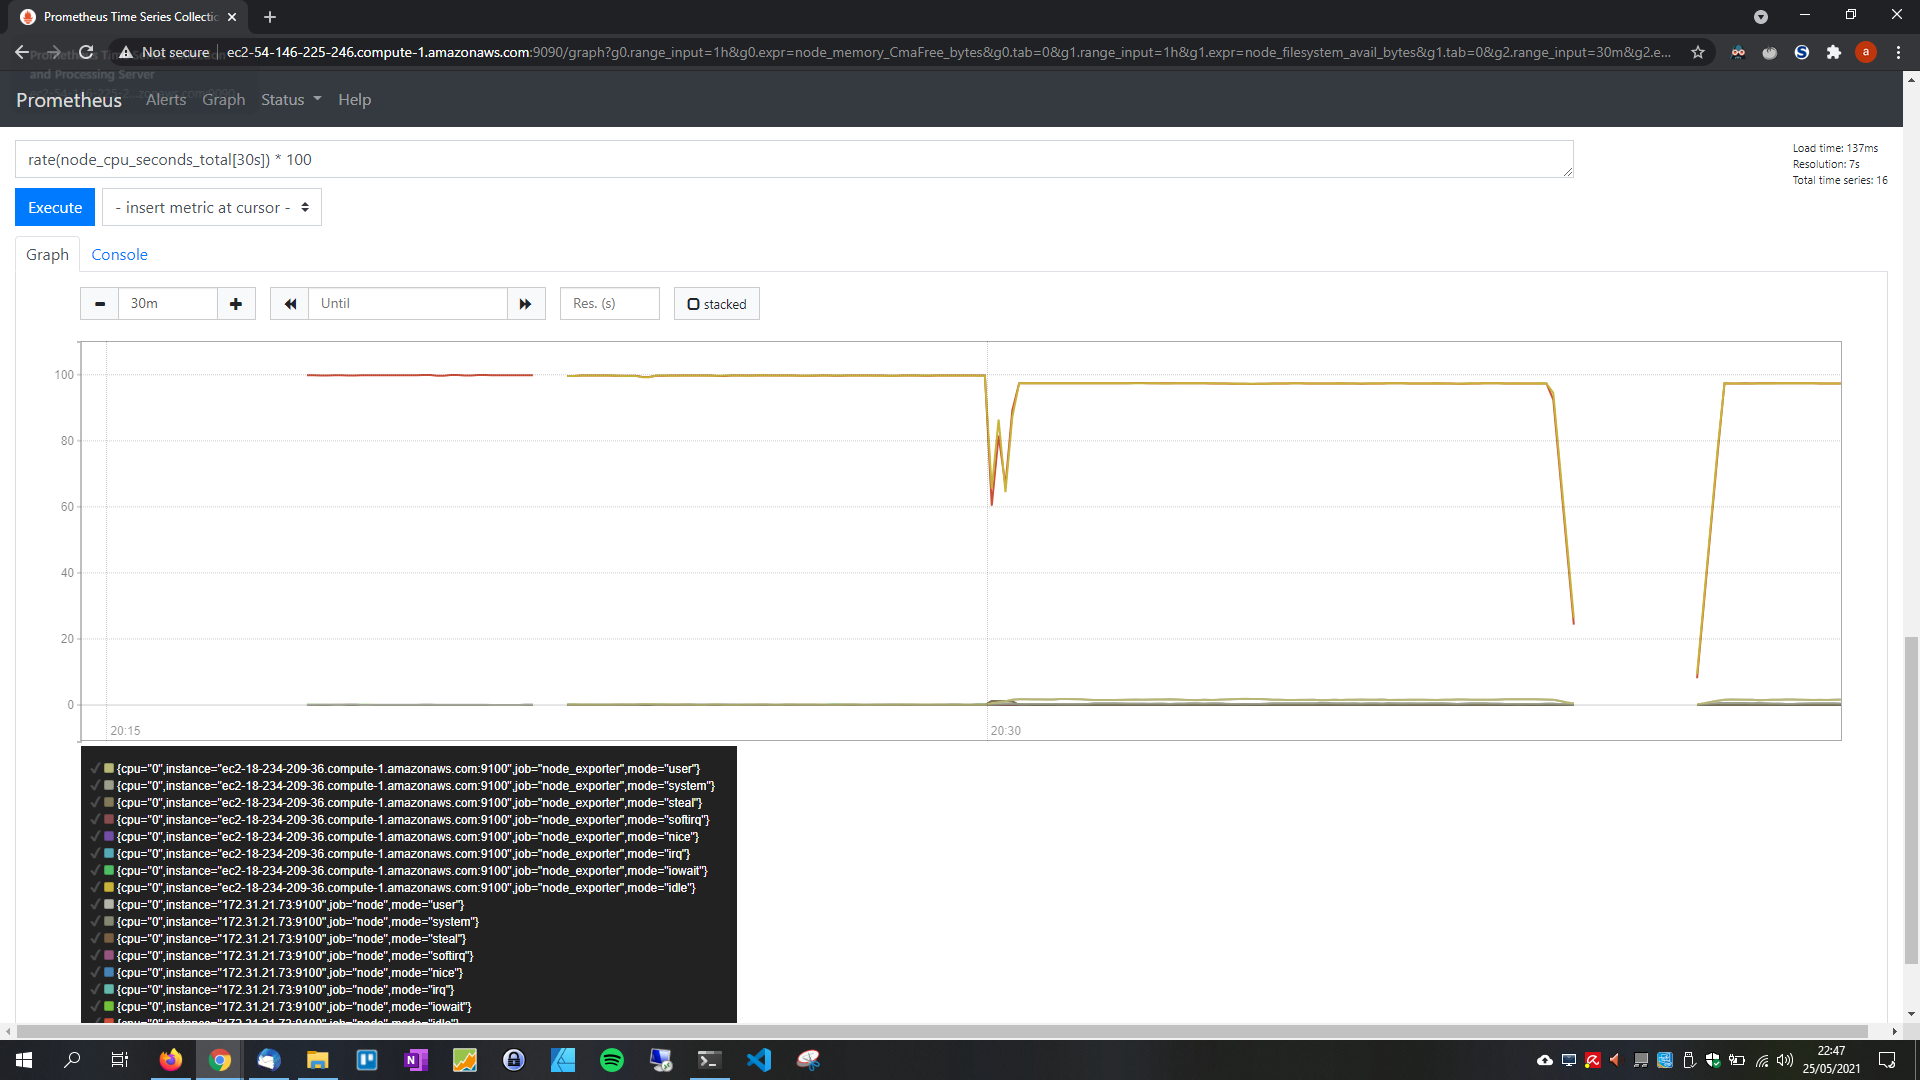 Prometheus Time Series Collectio
Not secure
ec2-54-146-225-246.compute-1.amazonaws.com:9090/graph?g0.range_input=1h&g0.expr=node_memory_CmaFree_bytes&g0.tab=0&g1.range_input=1h&g1.expr=node_filesystem_avail_bytes&g1.tab=0&g2.range_input=30m&g2.e...
a
and Processing Server
Prometheus
Alerts
Graph
Status
Help
rate(node_cpu_seconds_total[30s]) * 100
Load time: 137ms
Resolution: 7s
Total time series: 16
Execute
- insert metric at cursor -
Graph
Console
30m
Until
Res. (s)
stacked
100
80
60
40
20
0
20:15
20:30
{cpu="0",instance="ec2-18-234-209-36.compute-1.amazonaws.com:9100",job="node_exporter",mode="user"}
{cpu="0",instance="ec2-18-234-209-36.compute-1.amazonaws.com:9100",job="node_exporter",mode="system"}
{cpu="0",instance="ec2-18-234-209-36.compute-1.amazonaws.com:9100",job="node_exporter",mode="steal"}
{cpu="0",instance="ec2-18-234-209-36.compute-1.amazonaws.com:9100",job="node_exporter",mode="softirq"}
{cpu="0",instance="ec2-18-234-209-36.compute-1.amazonaws.com:9100",job="node_exporter",mode="nice"}
{cpu="0",instance="ec2-18-234-209-36.compute-1.amazonaws.com:9100",job="node_exporter",mode="irq"}
{cpu="0",instance="ec2-18-234-209-36.compute-1.amazonaws.com:9100",job="node_exporter",mode="iowait"}
{cpu="0",instance="ec2-18-234-209-36.compute-1.amazonaws.com:9100",job="node_exporter",mode="idle"}
{cpu="0",instance="172.31.21.73:9100",job="node",mode="user"}
{cpu="0",instance="172.31.21.73:9100",job="node",mode="system"}
{cpu="0",instance="172.31.21.73:9100",job="node",mode="steal"}
{cpu="0",instance="172.31.21.73:9100",job="node",mode="softirq"}
{cpu="0",instance="172.31.21.73:9100",job="node",mode="nice"}
{cpu="0",instance="172.31.21.73:9100",job="node",mode="irq"}
{cpu="0",instance="172.31.21.73:9100",job="node",mode="iowait"}
{cpu="0",instance="172.31.21.73:9100",job="node",mode="idle"}
22:47
25/05/2021